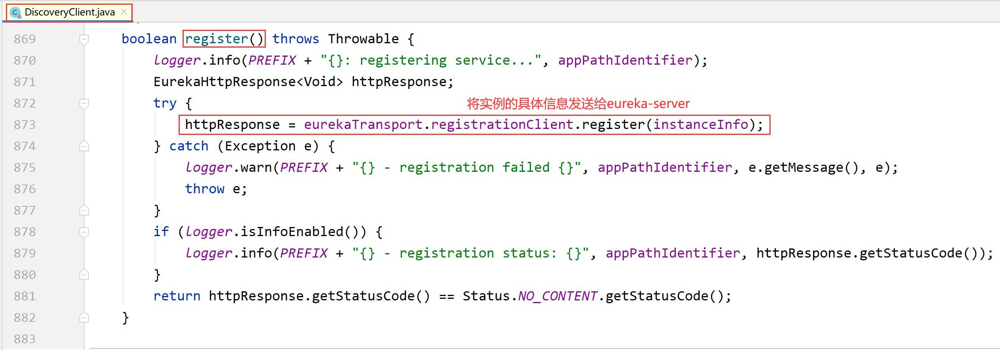 DiscoveryClient.java
869 boolean register() throws Throwable {
870 logger.info(PREFIX + "{}: registering service...", appPathIdentifier);
871 EurekaHttpResponse<Void> httpResponse;
872 try {
将实例的具体信息发送给eureka-server
873 httpResponse = eurekaTransport.registrationClient.register(instanceInfo);
874 } catch (Exception e) {
875 logger.warn(PREFIX + "{} - registration failed {}", appPathIdentifier, e.getMessage(), e);
876 throw e;
877 }
878 if (logger.isInfoEnabled()) {
879 logger.info(PREFIX + "{} - registration status: {}", appPathIdentifier, httpResponse.getStatusCode());
880 }
881 return httpResponse.getStatusCode() == Status.NO_CONTENT.getStatusCode();
882 }
883